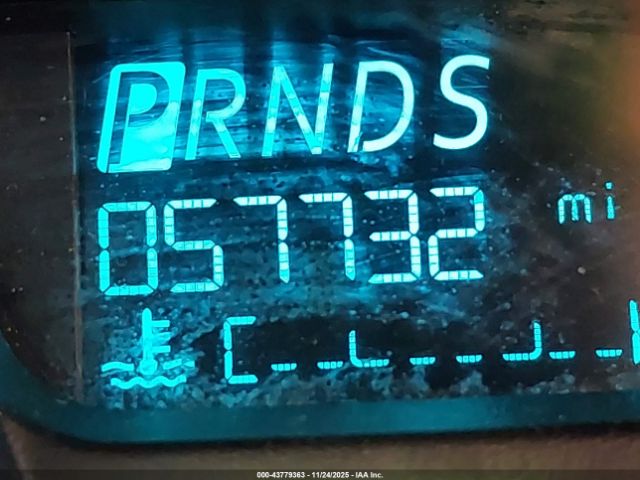 PRNDS
057732 mi
C
000-43779363 - 11/24/2025 - IAA Inc.